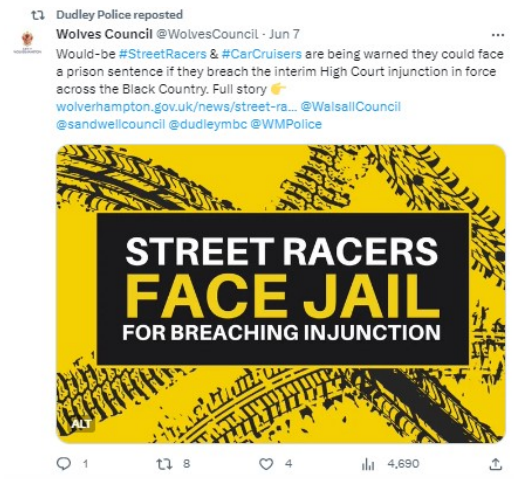 Dudley Police reposted
Wolves Council @WolvesCouncil · Jun 7
Would-be #StreetRacers & #CarCruisers are being warned they could face
a prison sentence if they breach the interim High Court injunction in force
across the Black Country. Full story 👉
wolverhampton.gov.uk/news/street-ra... @WalsallCouncil
@sandwellcouncil @dudleymbc @WMPolice
STREET RACERS
FACE JAIL
FOR BREACHING INJUNCTION
ALT
1 8 4 4,690